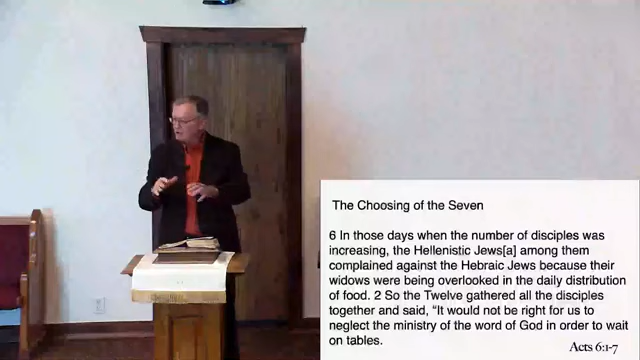 The Choosing of the Seven
6 In those days when the number of disciples was
increasing, the Hellenistic Jews[a] among them
complained against the Hebraic Jews because their
widows were being overlooked in the daily distribution
of food. 2 So the Twelve gathered all the disciples
together and said, “It would not be right for us to
neglect the ministry of the word of God in order to wait
on tables.
Acts 6:1-7